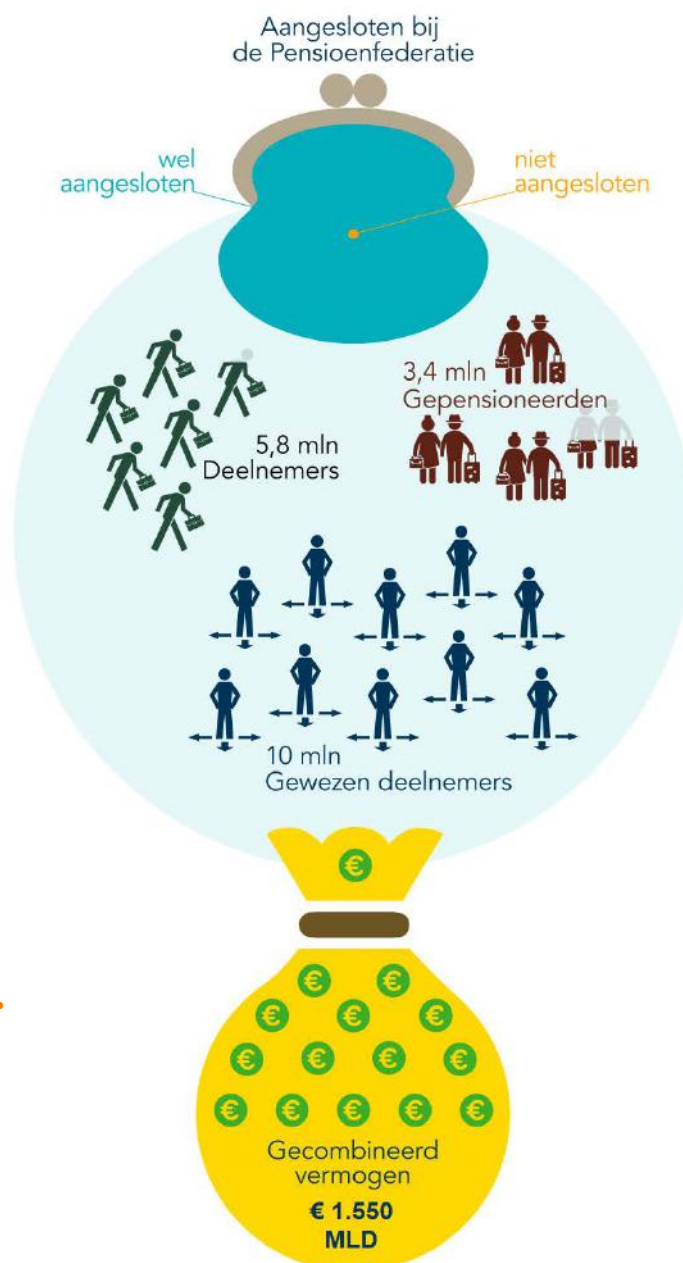 Aangesloten bij
de Pensioenfederatie
wel
aangesloten
niet
aangesloten
3,4 mln
Gepensioneerden
5,8 mln
Deelnemers
10 mln
Gewezen deelnemers
€
€ €
€ € €
€ € € €
€ € € € €
Gecombineerd
vermogen
€ 1.550
MLD